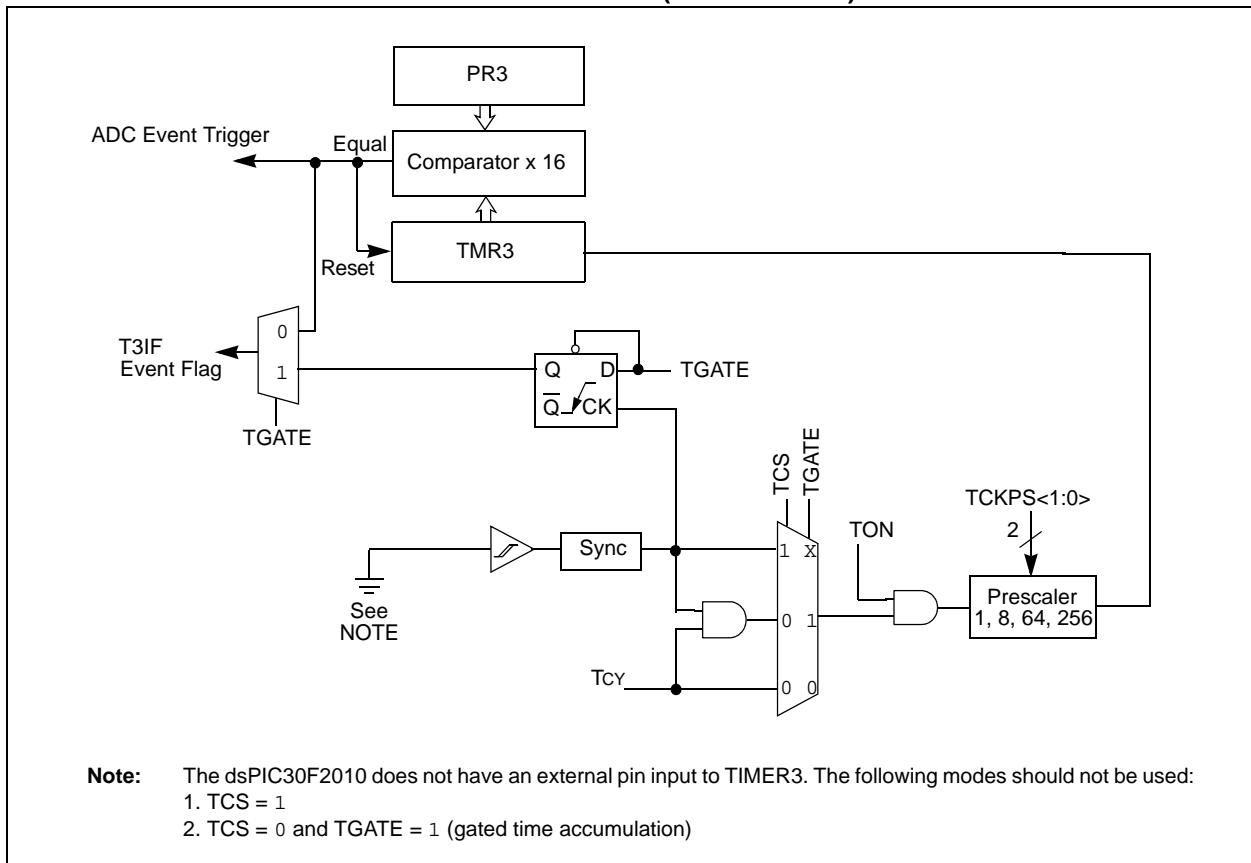 PR3
ADC Event Trigger
Equal
Comparator x 16
TMR3
Reset
0
T3IF
Event Flag
1
Q D
TGATE
Q CK
TGATE
TCS
TGATE
TCKPS<1:0>
2
TON
Sync
1 X
See
NOTE
0 1
Prescaler
1, 8, 64, 256
TCY
0 0
Note: The dsPIC30F2010 does not have an external pin input to TIMER3. The following modes should not be used:
1. TCS = 1
2. TCS = 0 and TGATE = 1 (gated time accumulation)